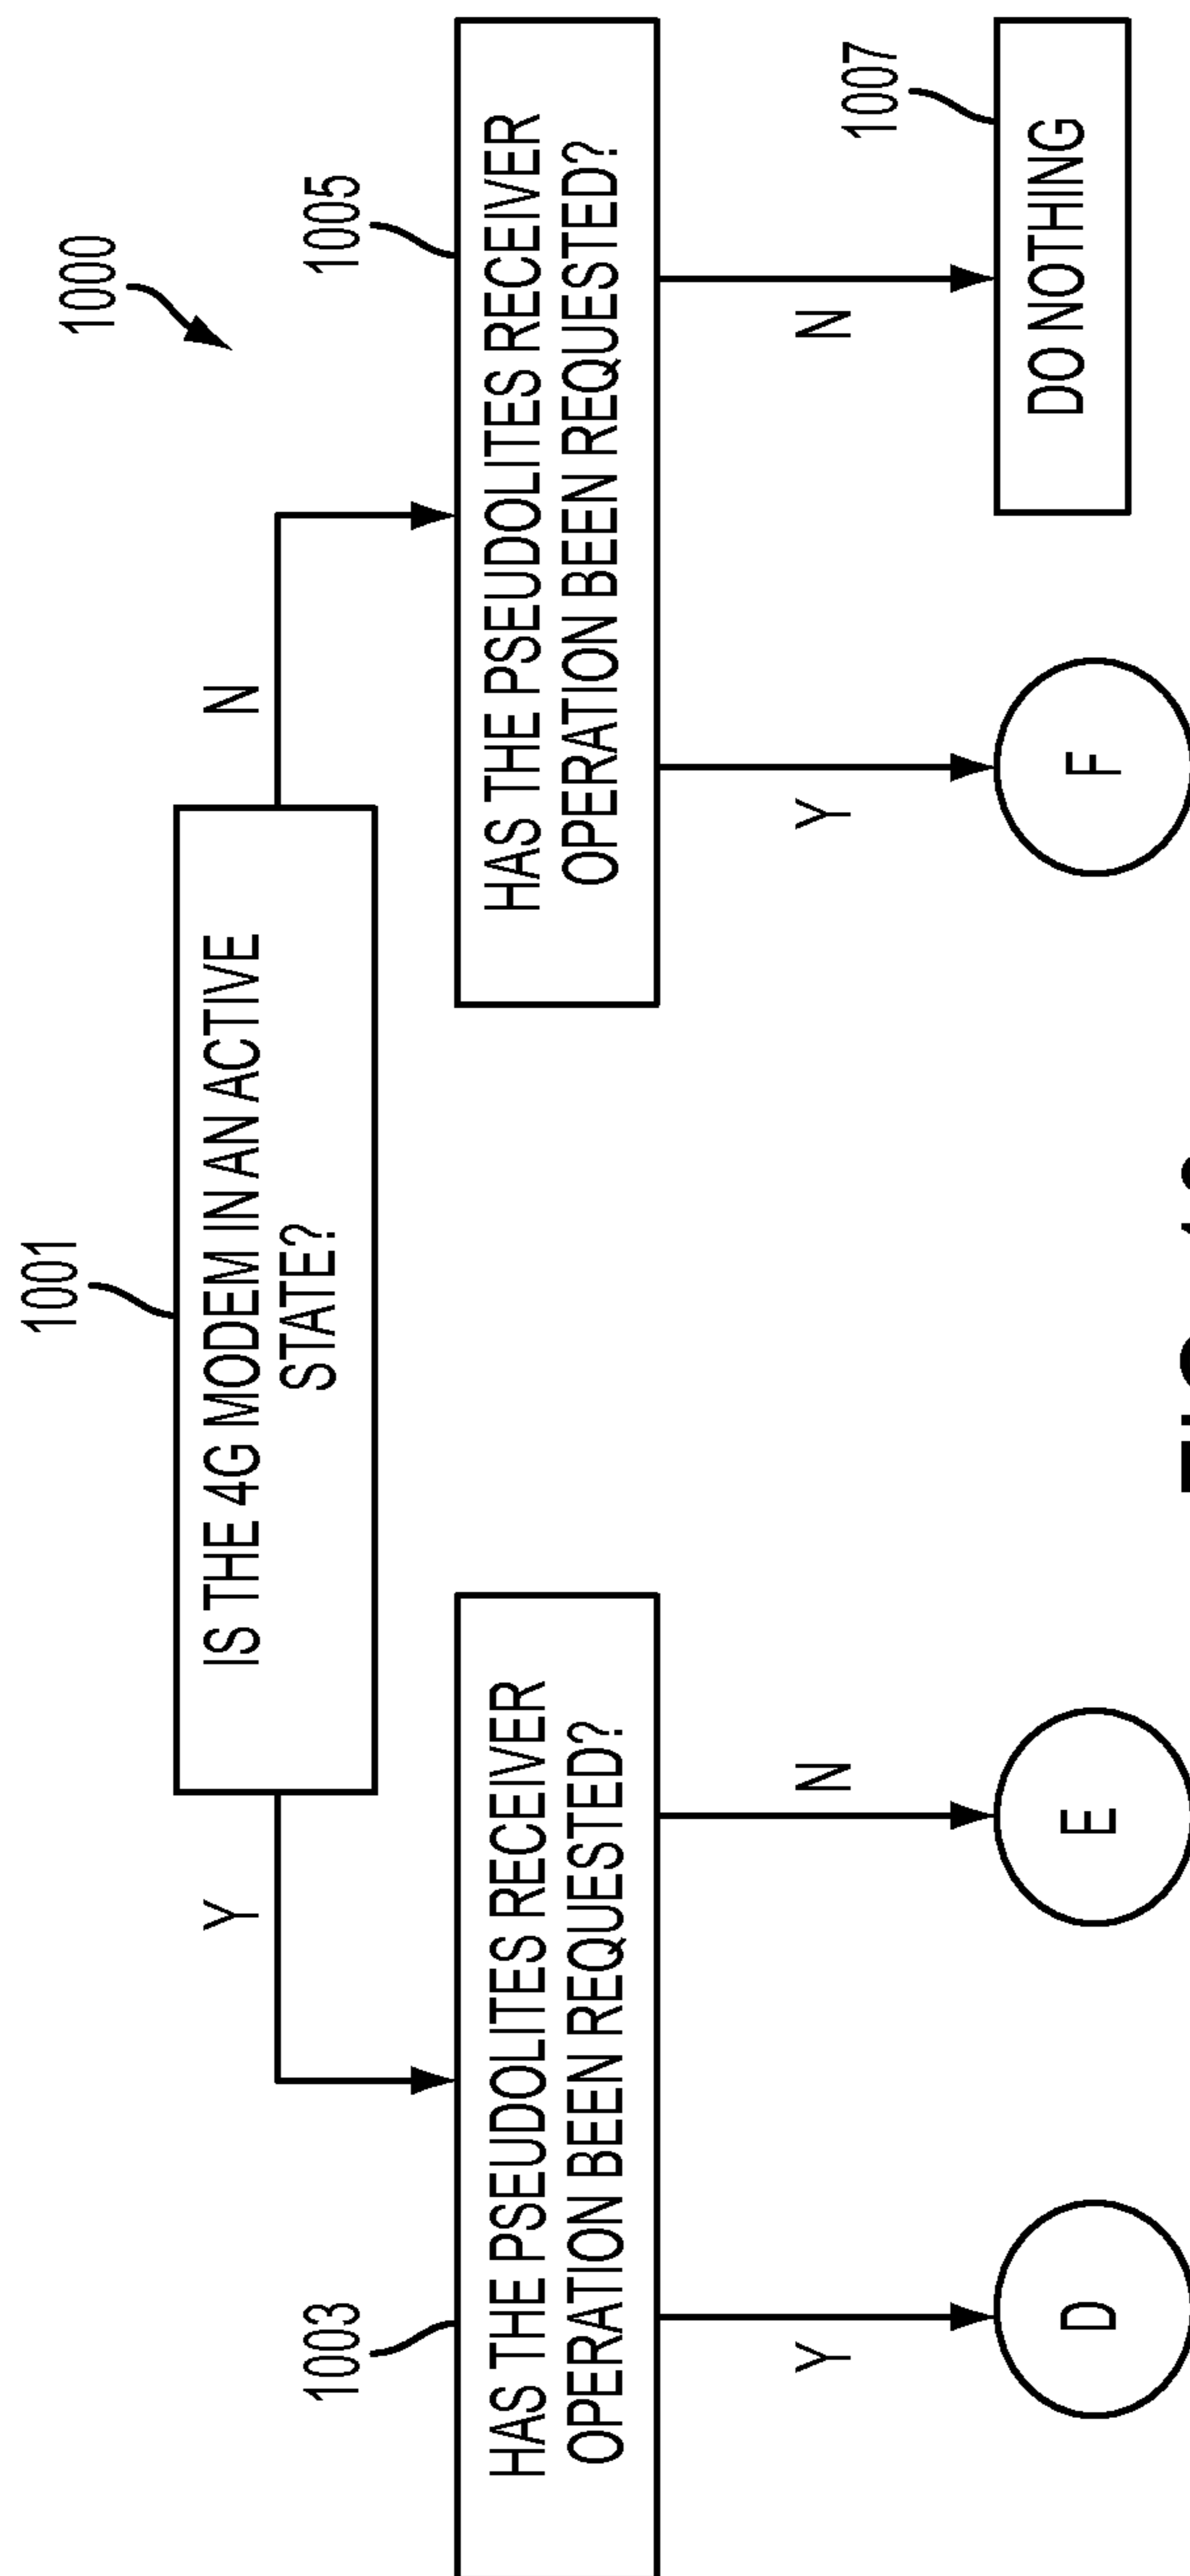 1000
1001
IS THE 4G MODEM IN AN ACTIVE
STATE?
Y
N
1003
HAS THE PSEUDOLITES RECEIVER
OPERATION BEEN REQUESTED?
1005
HAS THE PSEUDOLITES RECEIVER
OPERATION BEEN REQUESTED?
Y
N
Y
N
D
E
F
1007
DO NOTHING